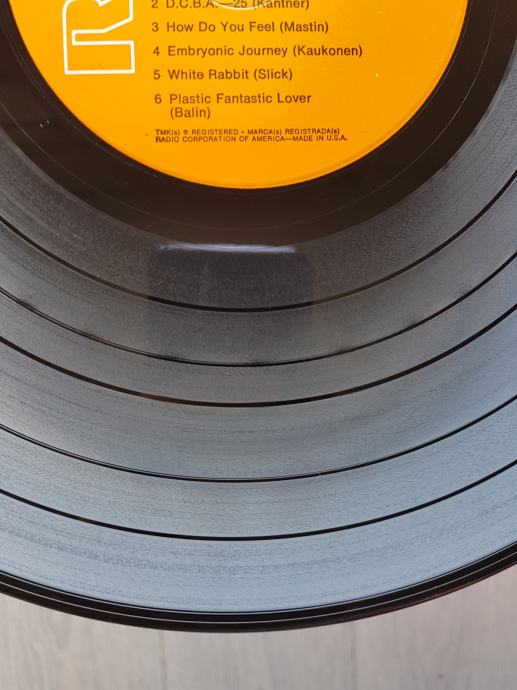 R
2 D.C.B.A.—25 (Kantner)
3 How Do You Feel (Mastin)
4 Embryonic Journey (Kaukonen)
5 White Rabbit (Slick)
6 Plastic Fantastic Lover
(Balin)
TMK(s) ® REGISTERED • MARCA(s) REGISTRADA(s)
RADIO CORPORATION OF AMERICA—MADE IN U.S.A.